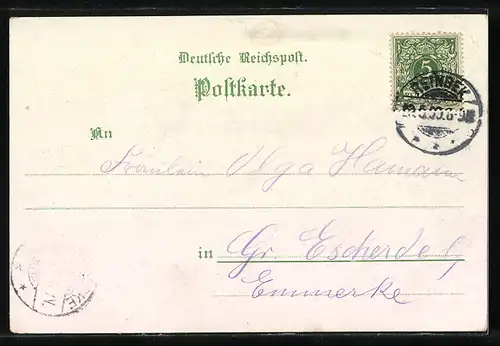 Deutsche Reichspost.
Postkarte.
5
An
Fräulein Olga Hamann
in Gr. Escherde!,
Emmerke